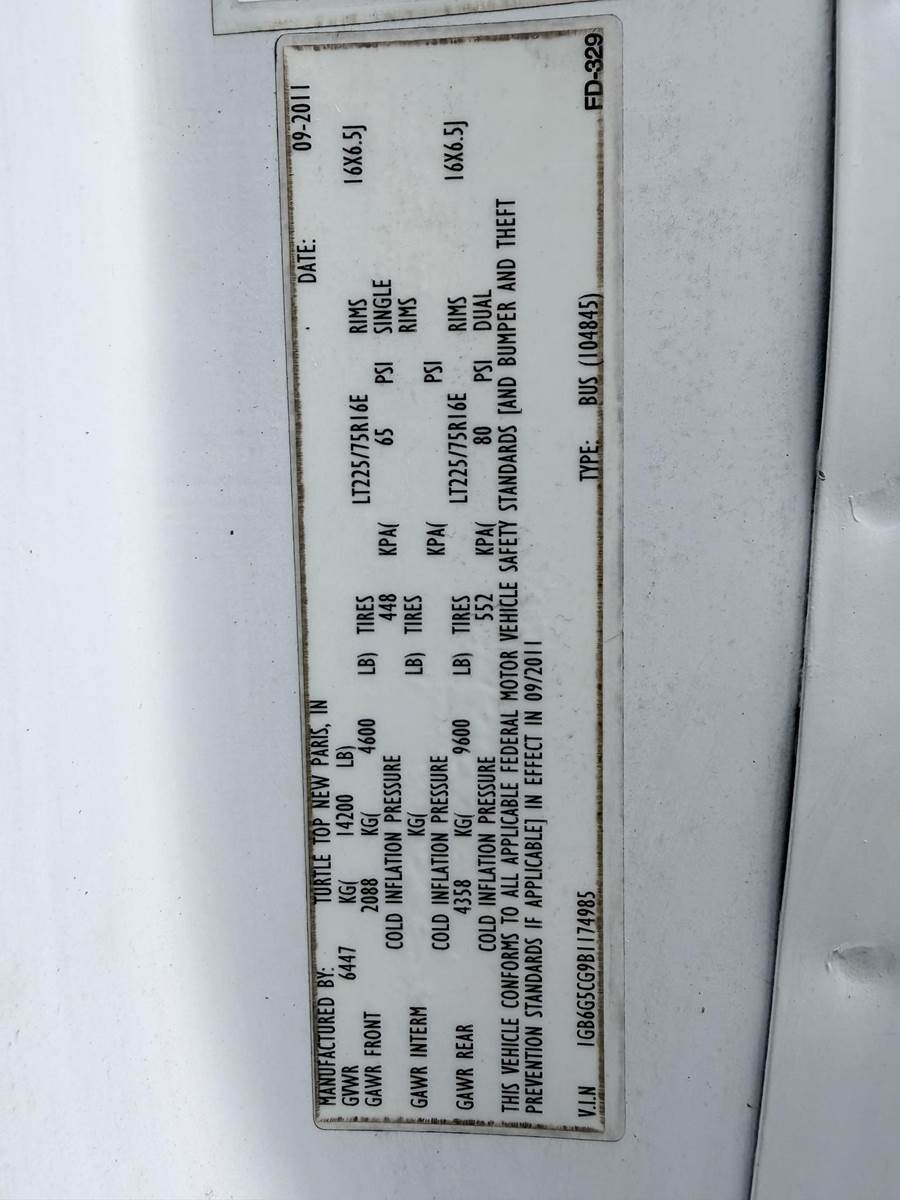 MANUFACTURED BY: TURTLE TOP NEW PARIS, IN DATE: 09-2011
GVWR 6447 KG( 14200 LB)
GAWR FRONT 2088 KG( 4600 LB) TIRES LT225/75R16E RIMS 16X6.5J
COLD INFLATION PRESSURE 448 KPA( 65 PSI SINGLE
GAWR INTERM KG( LB) TIRES RIMS
COLD INFLATION PRESSURE KPA( PSI
GAWR REAR 4358 KG( 9600 LB) TIRES LT225/75R16E RIMS 16X6.5J
COLD INFLATION PRESSURE 552 KPA( 80 PSI DUAL
THIS VEHICLE CONFORMS TO ALL APPLICABLE FEDERAL MOTOR VEHICLE SAFETY STANDARDS [AND BUMPER AND THEFT
PREVENTION STANDARDS IF APPLICABLE] IN EFFECT IN 09/2011
V.I.N 1GB6G5CG9B1174985 TYPE: BUS (104845) FD-329